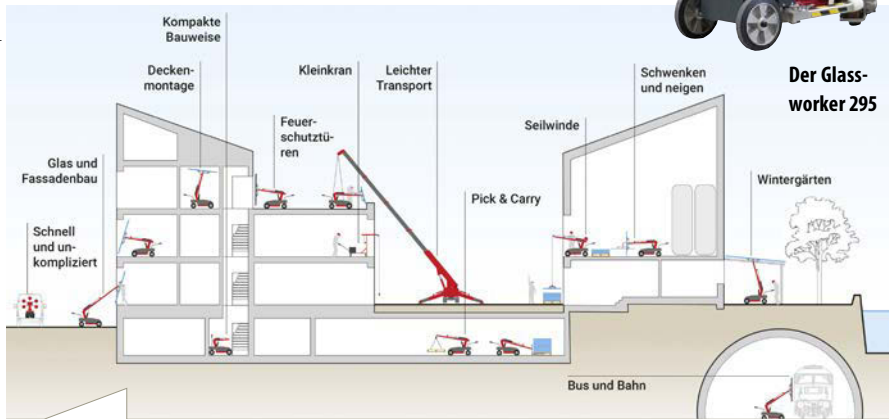 Kompakte
Bauweise
Decken-
montage
Kleinkran
Leichter
Transport
Schwenken
und neigen
Der Glass-
worker 295
Feuer-
schutztü-
ren
Seilwinde
Glas und
Fassadenbau
Pick & Carry
Wintergärten
Schnell
und un-
kompliziert
Bus und Bahn